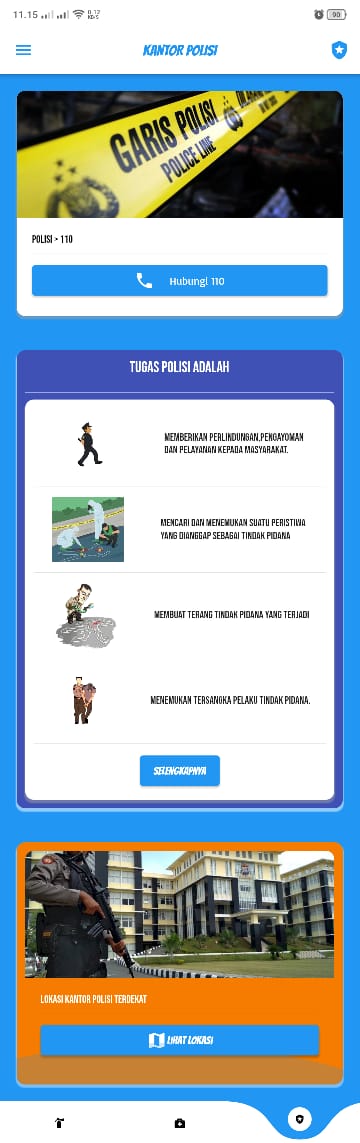 11.15
0.12
KB/S
90
KANTOR POLISI
GARIS POLISI
POLICE LINE
POLISI > 110
Hubungi 110
TUGAS POLISI ADALAH
MEMBERIKAN PERLINDUNGAN,PENGAYOMAN
DAN PELAYANAN KEPADA MASYARAKAT.
MENCARI DAN MENEMUKAN SUATU PERISTIWA
YANG DIANGGAP SEBAGAI TINDAK PIDANA
MEMBUAT TERANG TINDAK PIDANA YANG TERJADI
MENEMUKAN TERSANGKA PELAKU TINDAK PIDANA.
SELENGKAPNYA
LOKASI KANTOR POLISI TERDEKAT
LIHAT LOKASI